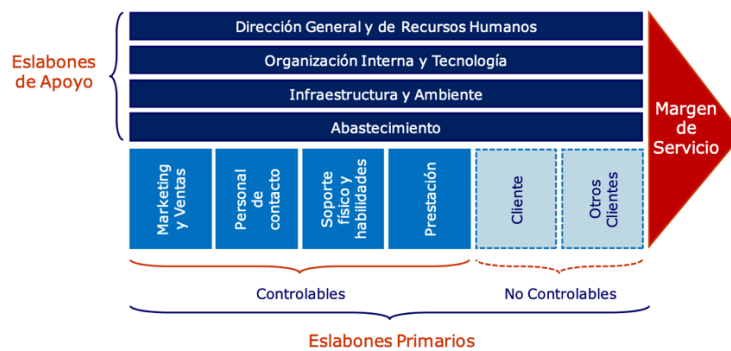 Dirección General y de Recursos Humanos
Eslabones
de Apoyo
Organización Interna y Tecnología
Infraestructura y Ambiente
Abastecimiento
Margen
de
Servicio
Marketing
y Ventas
Personal
de
contacto
Soporte
físico y
habilidades
Prestación
Cliente
Otros
Clientes
Controlables
No Controlables
Eslabones Primarios